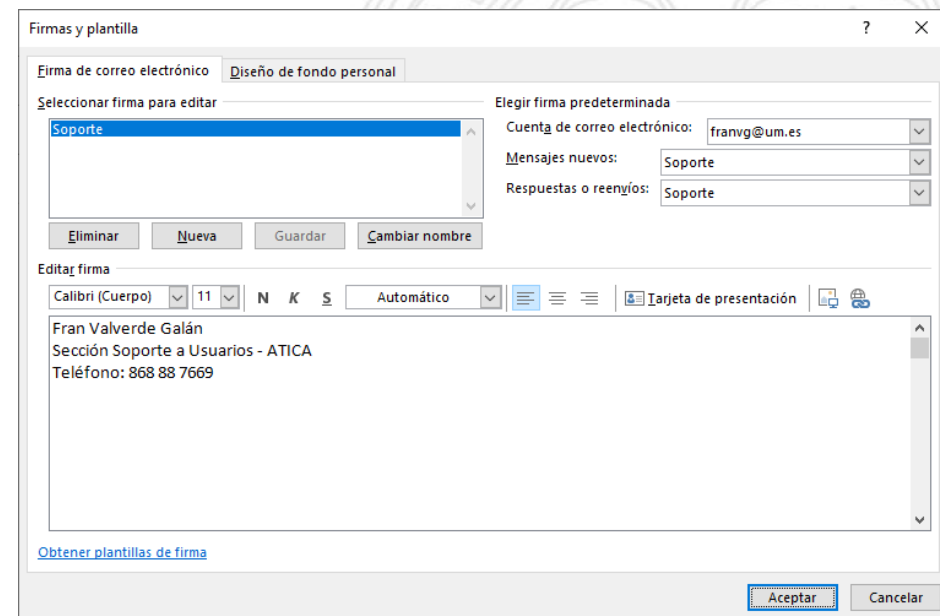 Firmas y plantilla ?
Firma de correo electrónico Diseño de fondo personal
Seleccionar firma para editar
Soporte
Eliminar Nueva Guardar Cambiar nombre
Elegir firma predeterminada
Cuenta de correo electrónico: franvg@um.es
Mensajes nuevos: Soporte
Respuestas o reenvíos: Soporte
Editar firma
Calibri (Cuerpo) 11 N K S Automático Tarjeta de presentación
Fran Valverde Galán
Sección Soporte a Usuarios - ATICA
Teléfono: 868 88 7669
Obtener plantillas de firma
Aceptar Cancelar